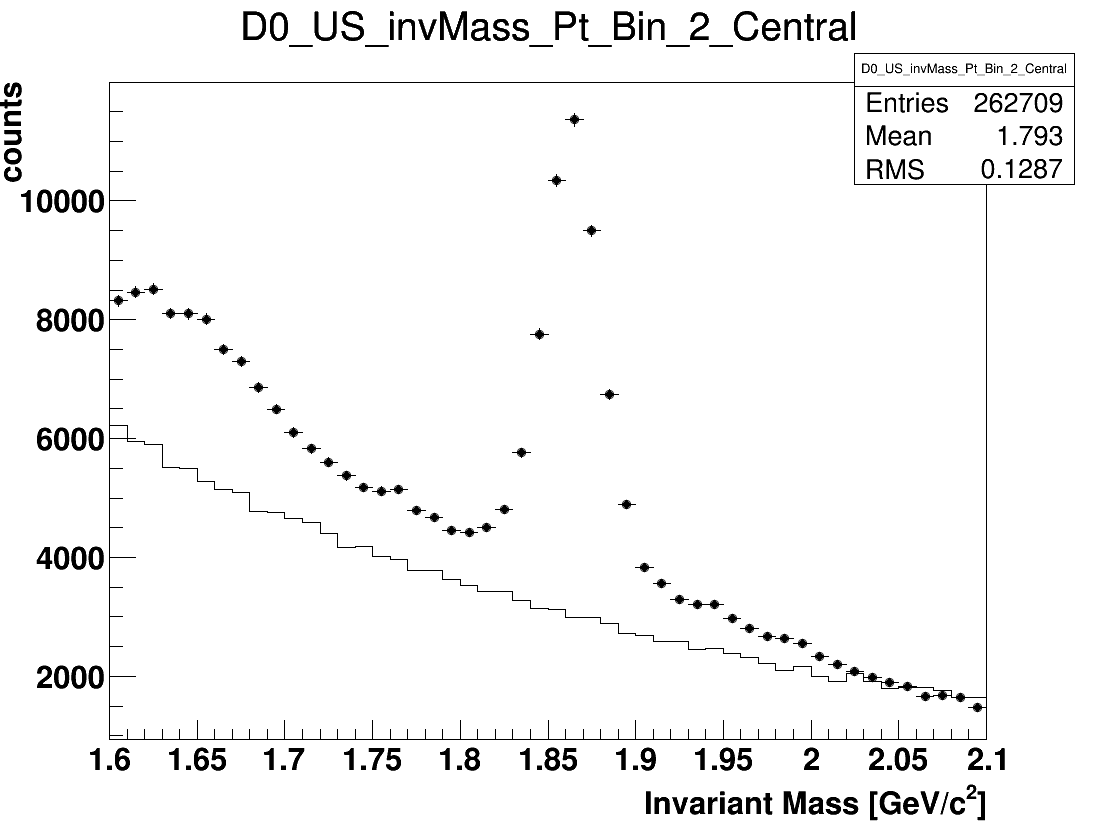 D0_US_invMass_Pt_Bin_2_Central
D0_US_invMass_Pt_Bin_2_Central
Entries 262709
Mean 1.793
RMS 0.1287
counts
10000
8000
6000
4000
2000
1.6 1.65 1.7 1.75 1.8 1.85 1.9 1.95 2 2.05 2.1
Invariant Mass [GeV/c²]